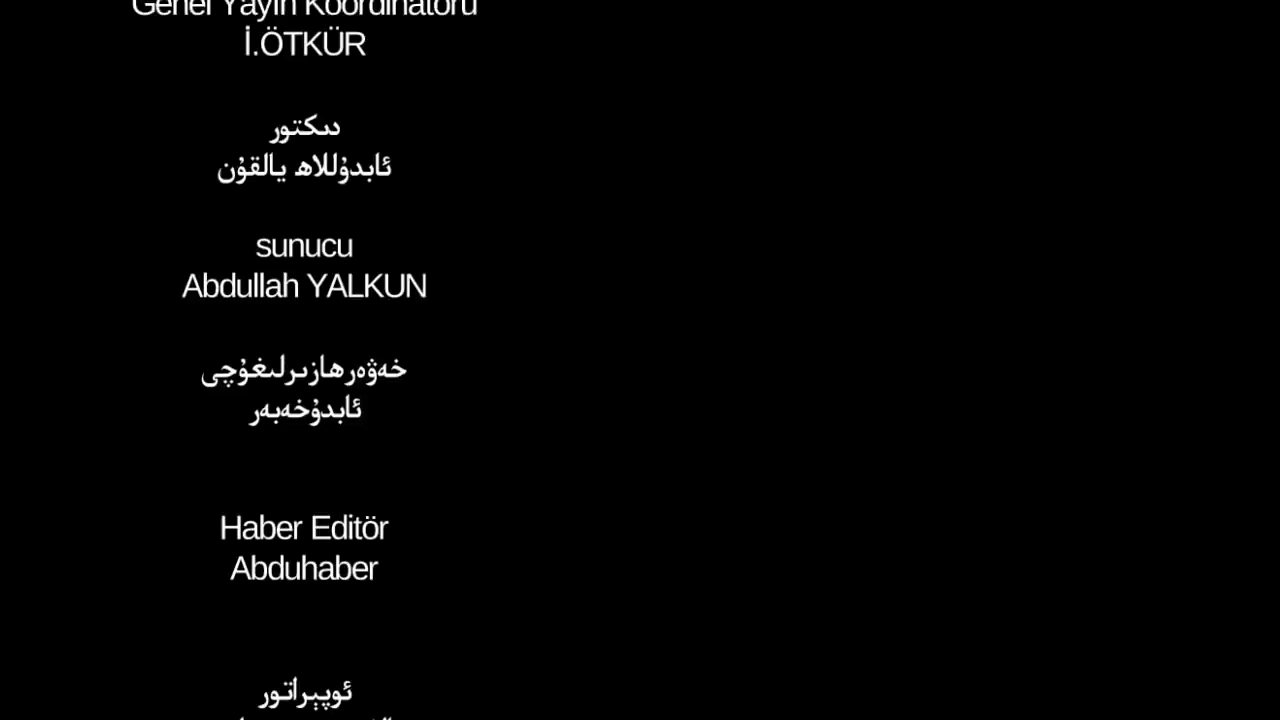 Genel Yayın Koordinatörü
İ.ÖTKÜR
دىكتور
ئابدۇللاھ يالقۇن
sunucu
Abdullah YALKUN
خەۋەرھازىرلىغۇچى
ئابدۇخەبەر
Haber Editör
Abduhaber
ئوپېراتور